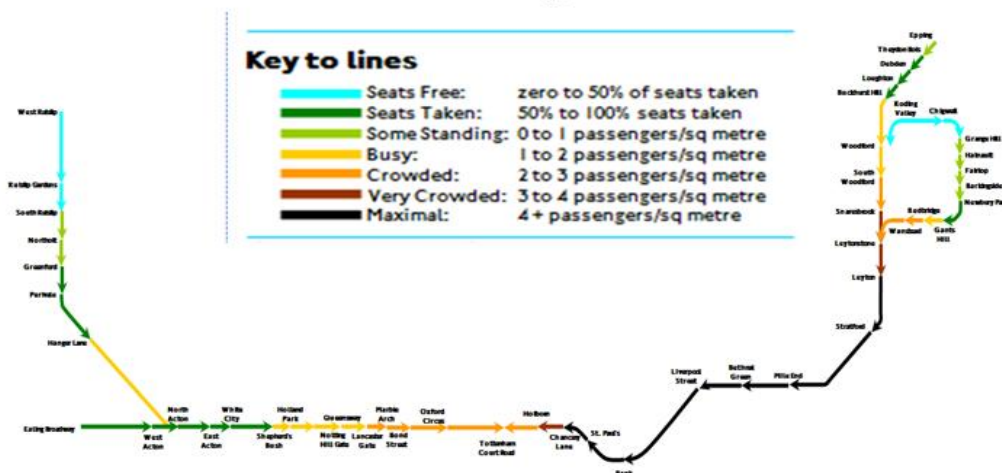 Key to lines
Seats Free: zero to 50% of seats taken
Seats Taken: 50% to 100% seats taken
Some Standing: 0 to 1 passengers/sq metre
Busy: 1 to 2 passengers/sq metre
Crowded: 2 to 3 passengers/sq metre
Very Crowded: 3 to 4 passengers/sq metre
Maximal: 4+ passengers/sq metre
Epping
Theydon Bois
Debden
Loughton
Buckhurst Hill
Roding
Valley
Chigwell
Grange Hill
Hainault
Fairlop
Barkingside
Newbury Pa
Gants
Hill
Redbridge
Wanstead
Woodford
South
Woodford
Snaresbrook
Leytonstone
Leyton
Stratford
Mile End
Bethnal
Green
Liverpool
Street
St. Paul's
Chancery
Lane
Holborn
Tottenham
Court Road
Oxford
Circus
Bond
Street
Marble
Arch
Lancaster
Gate
Queensway
Notting
Hill Gate
Holland
Park
Shepherd's
Bush
White
City
East
Acton
North
Acton
West
Acton
Ealing Broadway
Hanger Lane
Perivale
Greenford
Northolt
South Ruislip
Ruislip Gardens
West Ruislip